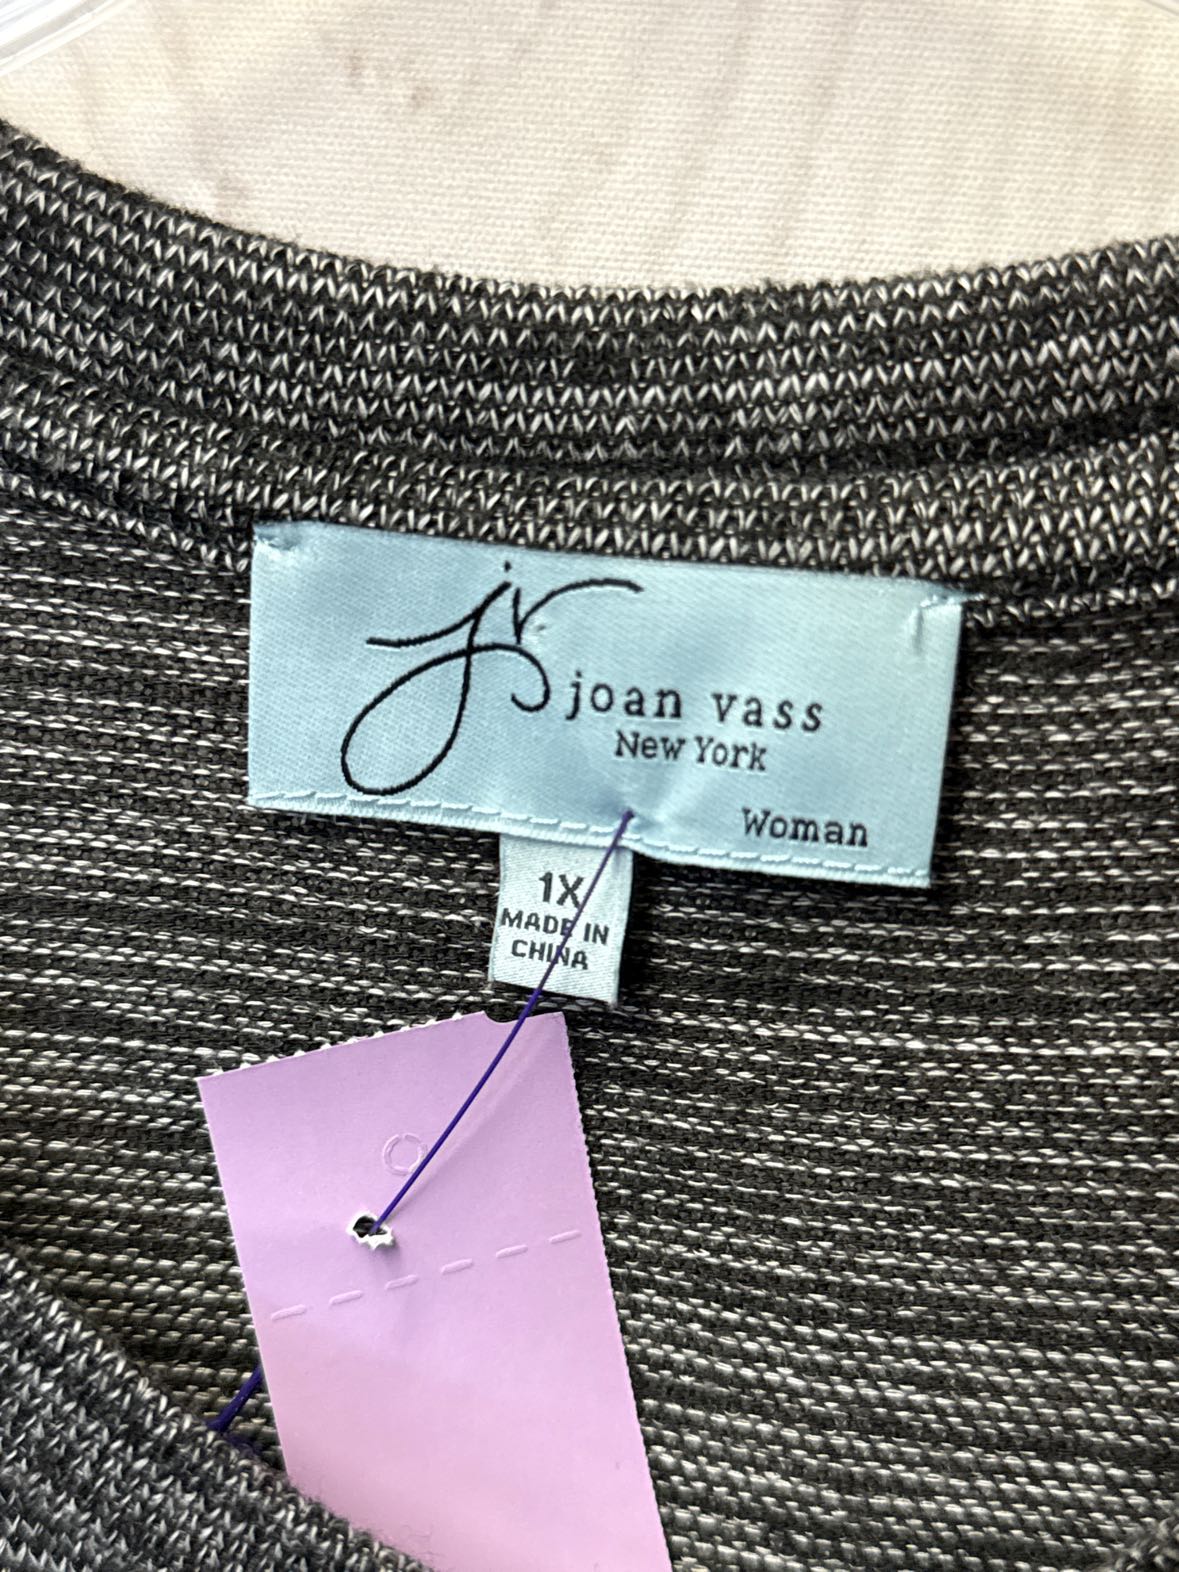 jv joan vass
New York
Woman
1X
MADE IN
CHINA